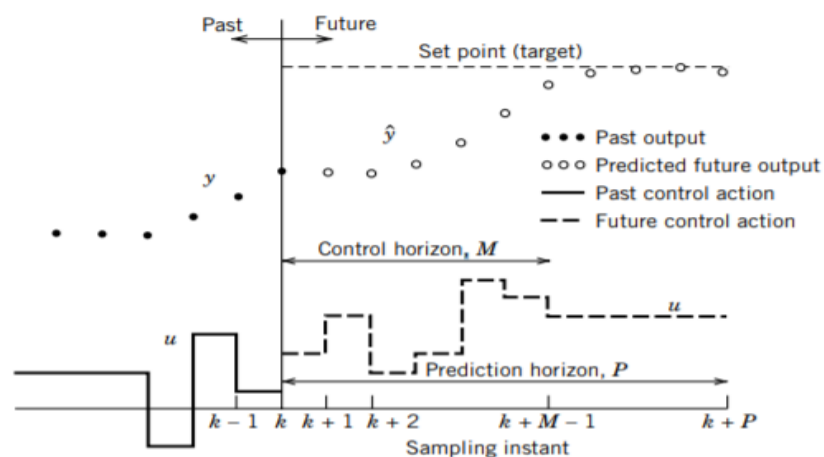 Past Future
Set point (target)
ŷ
Past output
y
Predicted future output
Past control action
Future control action
Control horizon, M
u
u
Prediction horizon, P
k − 1 k k + 1 k + 2 k + M − 1 k + P
Sampling instant